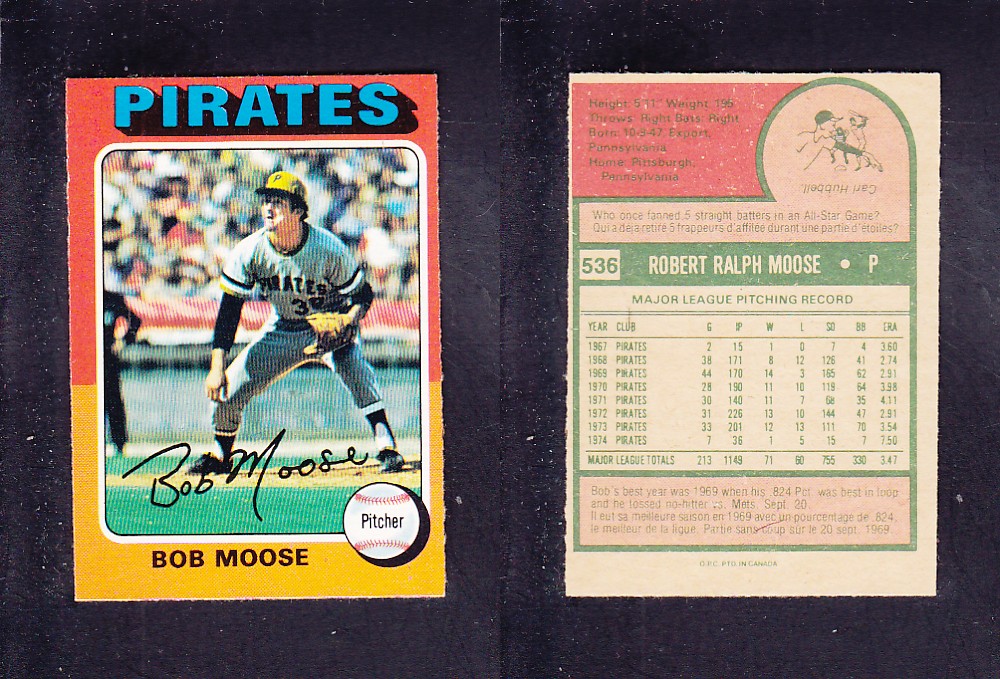 PIRATES
P
PIRATES
38
Bob Moose
Pitcher
BOB MOOSE
Height: 5'11" Weight: 195
Throws: Right Bats: Right
Born: 10-9-47, Export,
Pennsylvania
Home: Pittsburgh,
Pennsylvania
Carl Hubbell.
Who once fanned 5 straight batters in an All-Star Game?
Qui a déjà retiré 5 frappeurs d'affilée durant une partie d'étoiles?
536 ROBERT RALPH MOOSE • P
MAJOR LEAGUE PITCHING RECORD
YEAR CLUB G IP W L SO BB ERA
1967 PIRATES 2 15 1 0 7 4 3.60
1968 PIRATES 38 171 8 12 126 41 2.74
1969 PIRATES 44 170 14 3 165 62 2.91
1970 PIRATES 28 190 11 10 119 64 3.98
1971 PIRATES 30 140 11 7 68 35 4.11
1972 PIRATES 31 226 13 10 144 47 2.91
1973 PIRATES 33 201 12 13 111 70 3.54
1974 PIRATES 7 36 1 5 15 7 7.50
MAJOR LEAGUE TOTALS 213 1149 71 60 755 330 3.47
Bob's best year was 1969 when his .824 Pct. was best in loop
and he tossed no-hitter vs. Mets, Sept. 20.
Il eut sa meilleure saison en 1969 avec un pourcentage de .824,
le meilleur de la ligue. Partie sans coup sûr le 20 sept. 1969.
O.P.C. PTD. IN CANADA